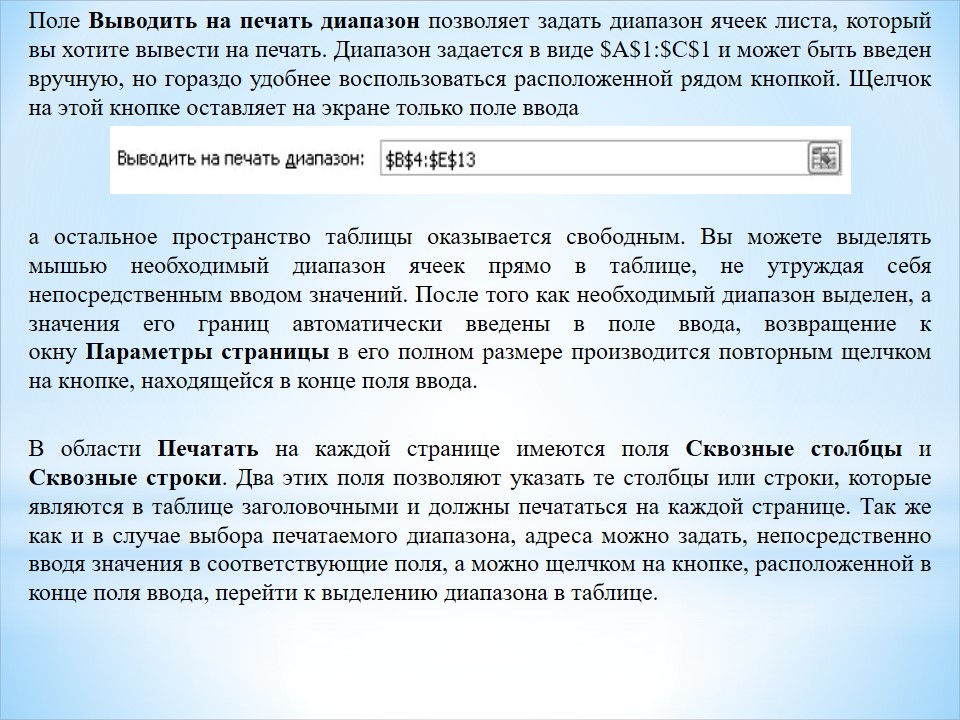 Поле Выводить на печать диапазон позволяет задать диапазон ячеек листа, который
вы хотите вывести на печать. Диапазон задается в виде $A$1:$C$1 и может быть введен
вручную, но гораздо удобнее воспользоваться расположенной рядом кнопкой. Щелчок
на этой кнопке оставляет на экране только поле ввода
Выводить на печать диапазон: $B$4:$E$13
а остальное пространство таблицы оказывается свободным. Вы можете выделять
мышью необходимый диапазон ячеек прямо в таблице, не утруждая себя
непосредственным вводом значений. После того как необходимый диапазон выделен, а
значения его границ автоматически введены в поле ввода, возвращение к
окну Параметры страницы в его полном размере производится повторным щелчком
на кнопке, находящейся в конце поля ввода.
В области Печатать на каждой странице имеются поля Сквозные столбцы и
Сквозные строки. Два этих поля позволяют указать те столбцы или строки, которые
являются в таблице заголовочными и должны печататься на каждой странице. Так же
как и в случае выбора печатаемого диапазона, адреса можно задать, непосредственно
вводя значения в соответствующие поля, а можно щелчком на кнопке, расположенной в
конце поля ввода, перейти к выделению диапазона в таблице.